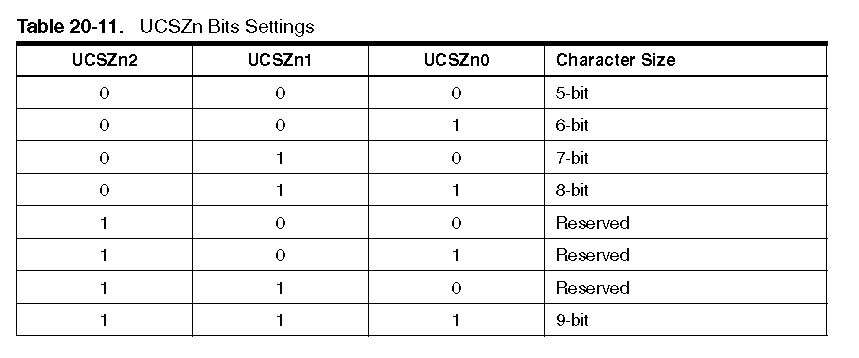 Table 20-11. UCSZn Bits Settings
UCSZn2 UCSZn1 UCSZn0 Character Size
0 0 0 5-bit
0 0 1 6-bit
0 1 0 7-bit
0 1 1 8-bit
1 0 0 Reserved
1 0 1 Reserved
1 1 0 Reserved
1 1 1 9-bit